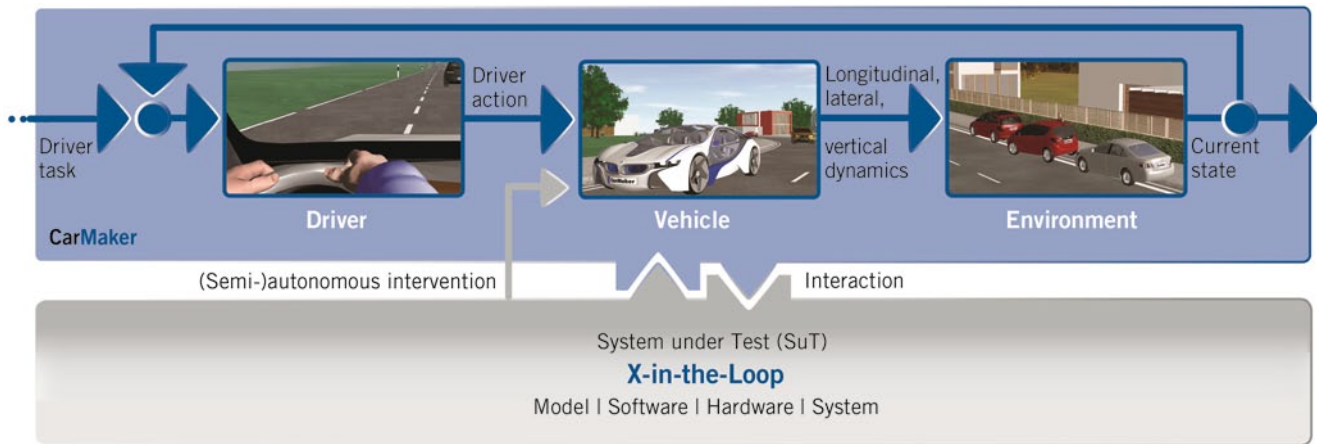 Driver
task
Driver
action
Longitudinal,
lateral,
vertical
dynamics
Current
state
CarMaker
Driver
Vehicle
Environment
CarMaker
(Semi-)autonomous intervention
Interaction
System under Test (SuT)
X-in-the-Loop
Model | Software | Hardware | System